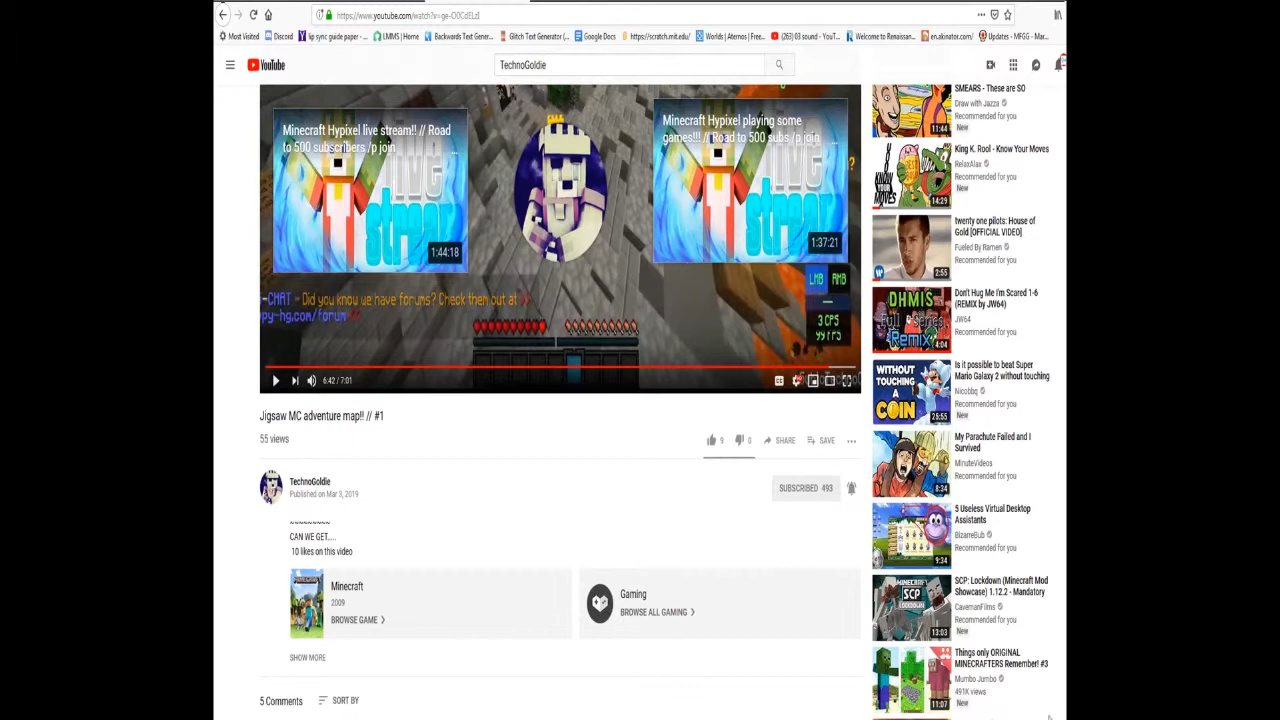 https://www.youtube.com/watch?v=ge-O0CdELzI
Most Visited
Discord
lip sync guide paper - ...
LMMS | Home
Backwards Text Gener...
Glitch Text Generator (...
Google Docs
https://scratch.mit.edu/
Worlds | Aternos | Free...
(263) 03 sound - YouT...
Welcome to Renaissan...
en.akinator.com/
Updates - MFGG - Mar...
YouTube
TechnoGoldie
Minecraft Hypixel live stream!! // Road
to 500 subscribers /p join
1:44:18
Minecraft Hypixel playing some
games!!! // Road to 500 subs /p join
1:37:21
LMB RMB
3 CPS
99 FPS
-CHAT - Did you know we have forums? Check them out at
py-hg.com/forum
6:42 / 7:01
Jigsaw MC adventure map!! // #1
55 views
9
0
SHARE
SAVE
TechnoGoldie
Published on Mar 3, 2019
SUBSCRIBED 493
~~~~~~~~~
CAN WE GET.....
10 likes on this video
Minecraft
2009
BROWSE GAME
Gaming
BROWSE ALL GAMING
SHOW MORE
5 Comments
SORT BY
SMEARS - These are SO
Draw with Jazza
Recommended for you
New
11:44
King K. Rool - Know Your Moves
RelaxAlax
Recommended for you
New
14:29
twenty one pilots: House of
Gold [OFFICIAL VIDEO]
Fueled By Ramen
Recommended for you
2:55
Don't Hug Me I'm Scared 1-6
(REMIX by JW64)
JW64
Recommended for you
DHMIS
Full series
Remix
4:04
Is it possible to beat Super
Mario Galaxy 2 without touching
Nicobbq
Recommended for you
New
WITHOUT
TOUCHING
A
COIN
25:55
My Parachute Failed and I
Survived
MinuteVideos
Recommended for you
8:34
5 Useless Virtual Desktop
Assistants
BizarreBub
Recommended for you
9:34
SCP: Lockdown (Minecraft Mod
Showcase) 1.12.2 - Mandatory
CavemanFilms
Recommended for you
New
MINECRAFT
SCP
LOCKDOWN
13:03
Things only ORIGINAL
MINECRAFTERS Remember! #3
Mumbo Jumbo
491K views
New
11:07